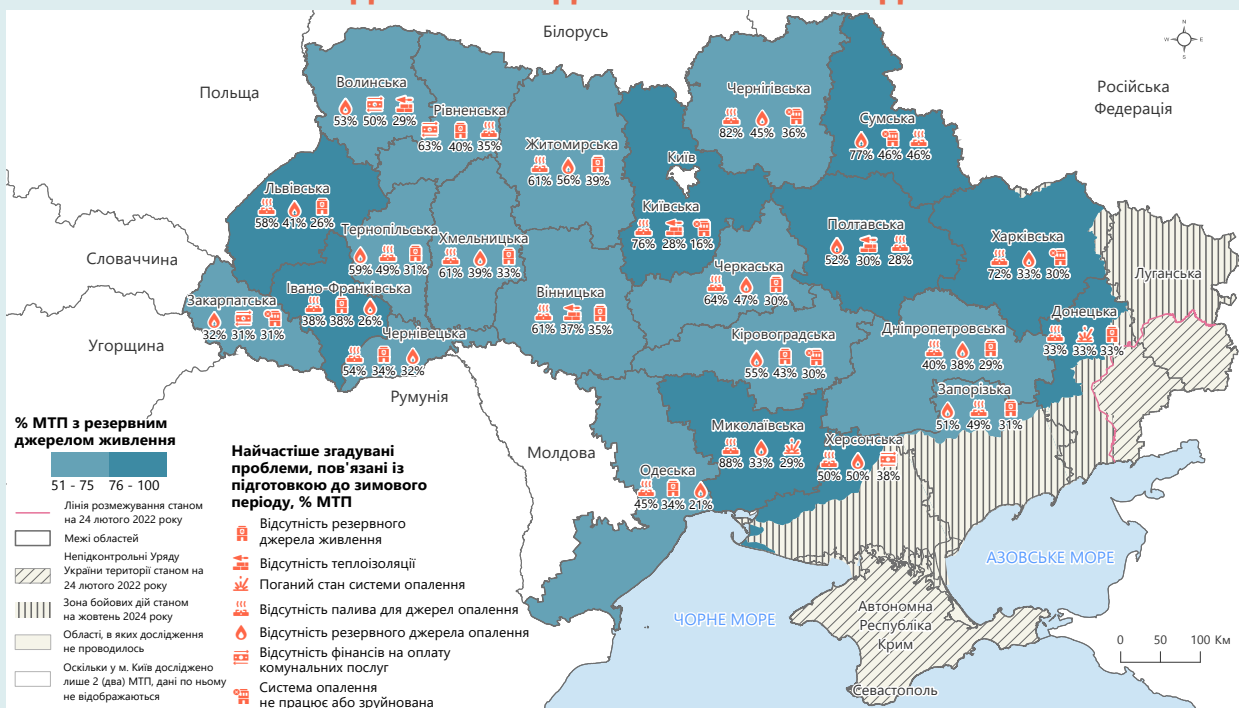 Білорусь
Польща
Російська
Федерація
Словаччина
Угорщина
Румунія
Молдова
Волинська
53% 50% 29%
Рівненська
63% 40% 35%
Житомирська
61% 56% 39%
Чернігівська
82% 45% 36%
Сумська
77% 46% 46%
Київ
Київська
76% 28% 16%
Львівська
58% 41% 26%
Тернопільська
59% 49% 31%
Хмельницька
61% 39% 33%
Полтавська
52% 30% 28%
Харківська
72% 33% 30%
Луганська
Черкаська
64% 47% 30%
Закарпатська
32% 31% 31%
Івано-Франківська
38% 38% 26%
Вінницька
61% 37% 35%
Чернівецька
54% 34% 32%
Кіровоградська
55% 43% 30%
Дніпропетровська
40% 38% 29%
Донецька
33% 33% 33%
Запорізька
51% 49% 31%
Миколаївська
88% 33% 29%
Херсонська
50% 50% 38%
Одеська
45% 34% 21%
АЗОВСЬКЕ МОРЕ
ЧОРНЕ МОРЕ
Автономна
Республіка
Крим
Севастополь
N
W E
S
0 50 100 Км
% МТП з резервним
джерелом живлення
51 - 75 76 - 100
Лінія розмежування станом
на 24 лютого 2022 року
Межі областей
Непідконтрольні Уряду
України території станом на
24 лютого 2022 року
Зона бойових дій станом
на жовтень 2024 року
Області, в яких дослідження
не проводилось
Оскільки у м. Київ досліджено
лише 2 (два) МТП, дані по ньому
не відображаються
Найчастіше згадувані
проблеми, пов'язані із
підготовкою до зимового
періоду, % МТП
Відсутність резервного
джерела живлення
Відсутність теплоізоляції
Поганий стан системи опалення
Відсутність палива для джерел опалення
Відсутність резервного джерела опалення
Відсутність фінансів на оплату
комунальних послуг
Система опалення
не працює або зруйнована